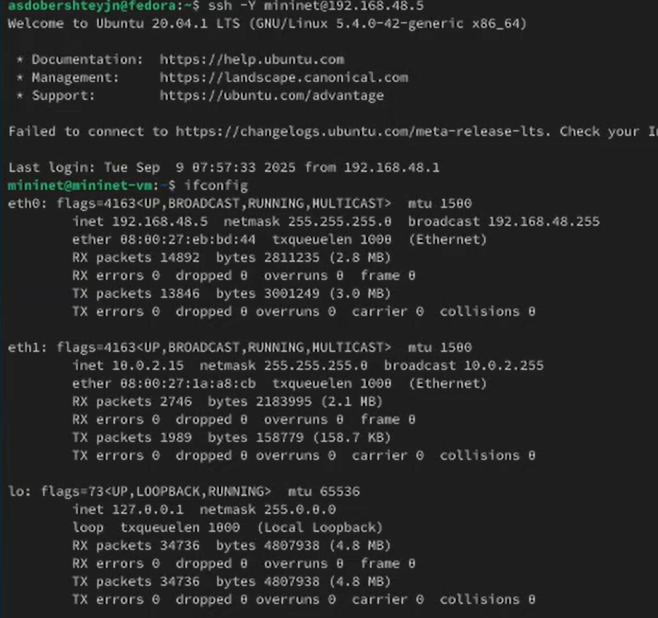 asdobershteyjn@fedora:~$ ssh -Y mininet@192.168.48.5
Welcome to Ubuntu 20.04.1 LTS (GNU/Linux 5.4.0-42-generic x86_64)
* Documentation: https://help.ubuntu.com
* Management: https://landscape.canonical.com
* Support: https://ubuntu.com/advantage
Failed to connect to https://changelogs.ubuntu.com/meta-release-lts. Check your
Last login: Tue Sep 9 07:57:33 2025 from 192.168.48.1
mininet@mininet-vm:~$ ifconfig
eth0: flags=4163<UP,BROADCAST,RUNNING,MULTICAST> mtu 1500
inet 192.168.48.5 netmask 255.255.255.0 broadcast 192.168.48.255
ether 08:00:27:eb:bd:44 txqueuelen 1000 (Ethernet)
RX packets 14892 bytes 2811235 (2.8 MB)
RX errors 0 dropped 0 overruns 0 frame 0
TX packets 13846 bytes 3001249 (3.0 MB)
TX errors 0 dropped 0 overruns 0 carrier 0 collisions 0
eth1: flags=4163<UP,BROADCAST,RUNNING,MULTICAST> mtu 1500
inet 10.0.2.15 netmask 255.255.255.0 broadcast 10.0.2.255
ether 08:00:27:1a:a8:cb txqueuelen 1000 (Ethernet)
RX packets 2746 bytes 2183995 (2.1 MB)
RX errors 0 dropped 0 overruns 0 frame 0
TX packets 1989 bytes 158779 (158.7 KB)
TX errors 0 dropped 0 overruns 0 carrier 0 collisions 0
lo: flags=73<UP,LOOPBACK,RUNNING> mtu 65536
inet 127.0.0.1 netmask 255.0.0.0
loop txqueuelen 1000 (Local Loopback)
RX packets 34736 bytes 4807938 (4.8 MB)
RX errors 0 dropped 0 overruns 0 frame 0
TX packets 34736 bytes 4807938 (4.8 MB)
TX errors 0 dropped 0 overruns 0 carrier 0 collisions 0